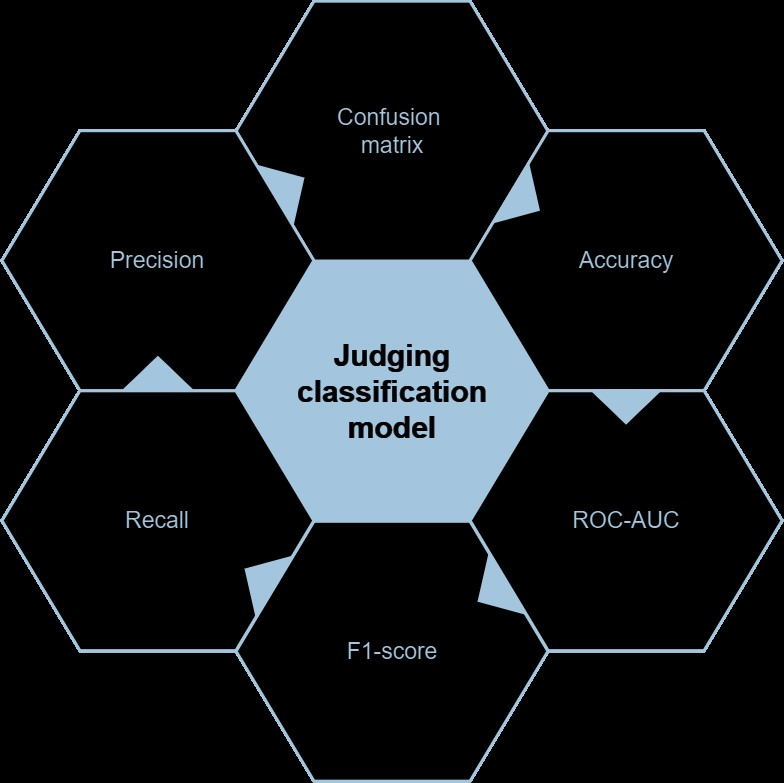 Confusion
matrix
Precision
Accuracy
Judging
classification
model
Recall
ROC-AUC
F1-score